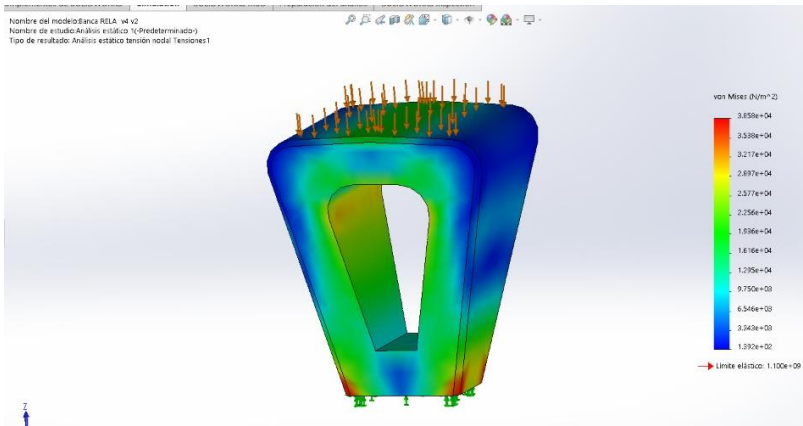 Nombre del modelo:Banca RELA v4 v2
Nombre de estudio:Análisis estático 1(-Predeterminado-)
Tipo de resultado: Análisis estático tensión nodal Tensiones1
von Mises (N/m^2)
3.858e+04
3.538e+04
3.217e+04
2.897e+04
2.577e+04
2.256e+04
1.936e+04
1.616e+04
1.295e+04
9.750e+03
6.546e+03
3.343e+03
1.392e+02
Límite elástico: 1.100e+09
Z